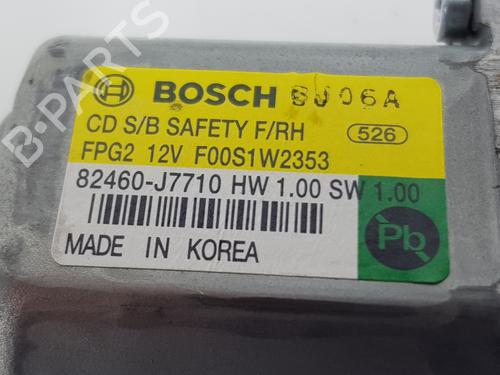 BOSCH 8J06A
CD S/B SAFETY F/RH 526
FPG2 12V F00S1W2353
82460-J7710 HW 1.00 SW 1.00
Pb
MADE IN KOREA
B-PARTS